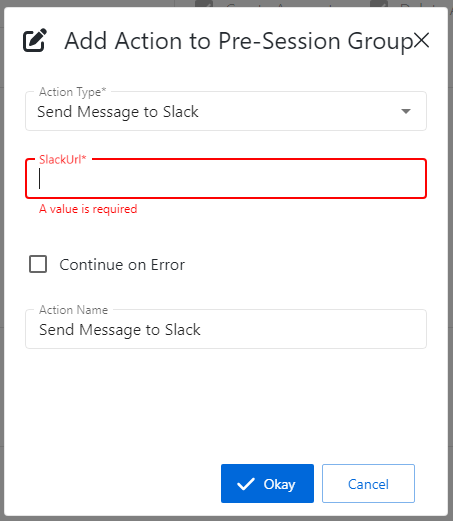 Add Action to Pre-Session Group
Action Type*
Send Message to Slack
SlackUrl*
A value is required
Continue on Error
Action Name
Send Message to Slack
Okay
Cancel